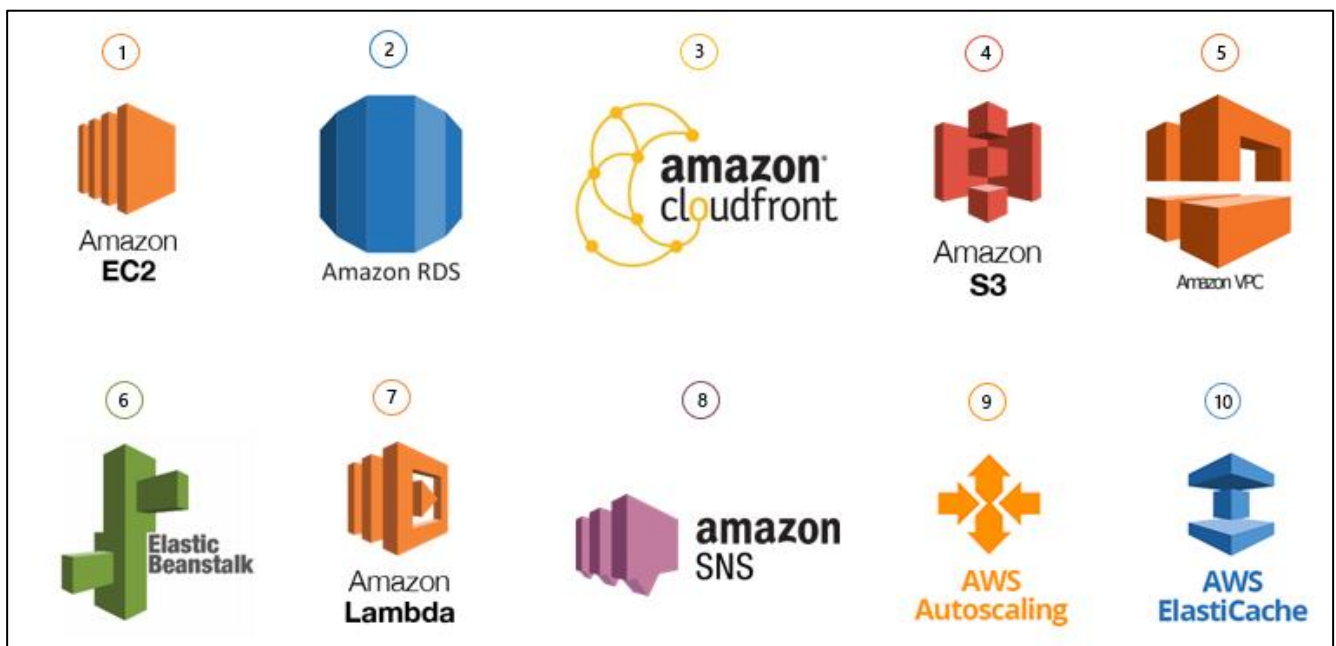 1
2
3
4
5
Amazon
EC2
Amazon RDS
amazon
cloudfront
Amazon
S3
Amazon VPC
6
7
8
9
10
Elastic
Beanstalk
Amazon
Lambda
amazon
SNS
AWS
Autoscaling
AWS
ElastiCache